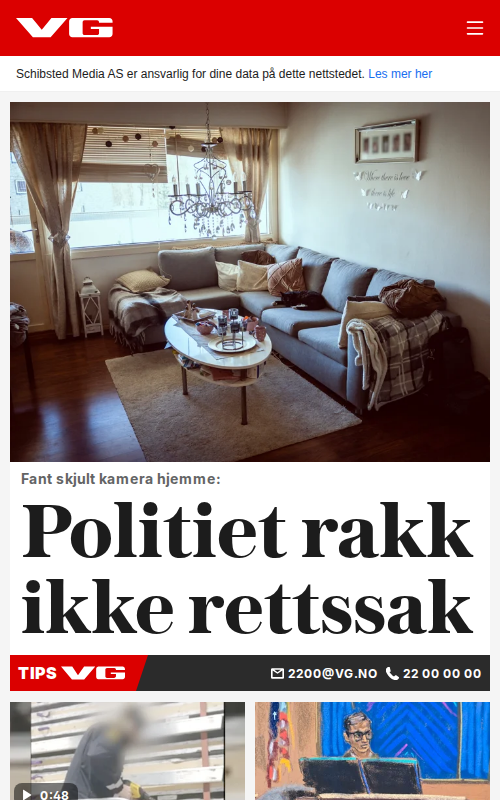 VG
Schibsted Media AS er ansvarlig for dine data på dette nettstedet. Les mer her
Fant skjult kamera hjemme:
Politiet rakk
ikke rettssak
TIPS VG 2200@VG.NO 22 00 00 00
0:48